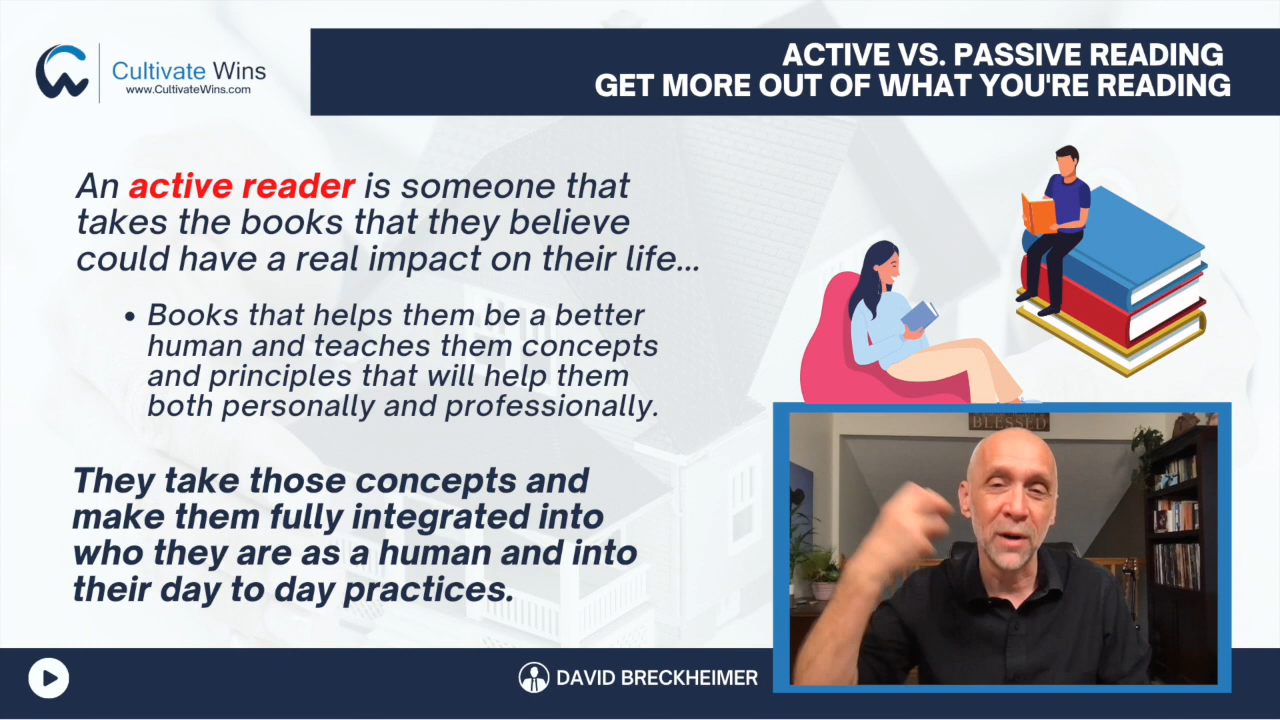 Cultivate Wins
www.CultivateWins.com
ACTIVE VS. PASSIVE READING
GET MORE OUT OF WHAT YOU'RE READING
An active reader is someone that
takes the books that they believe
could have a real impact on their life...
• Books that helps them be a better
human and teaches them concepts
and principles that will help them
both personally and professionally.
They take those concepts and
make them fully integrated into
who they are as a human and into
their day to day practices.
BLESSED
DAVID BRECKHEIMER